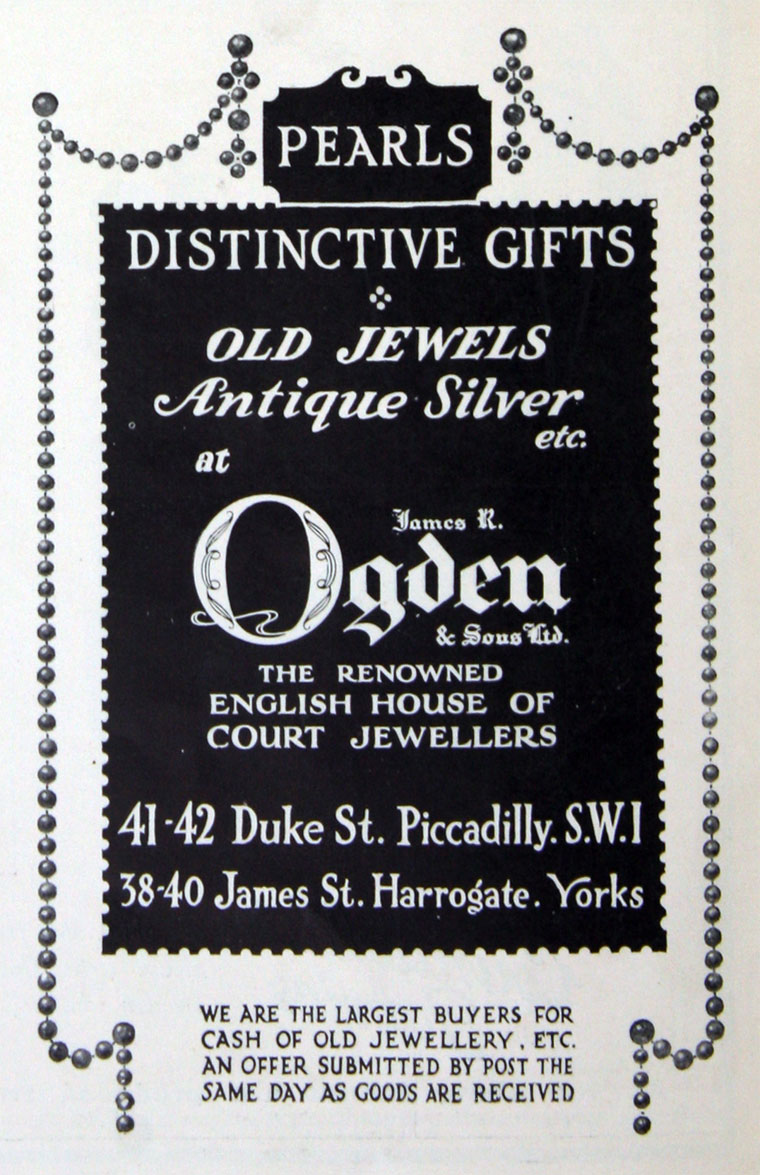 PEARLS
DISTINCTIVE GIFTS
OLD JEWELS
Antique Silver
etc.
at
James R.
Ogden
& Sons Ltd.
THE RENOWNED
ENGLISH HOUSE OF
COURT JEWELLERS
41-42 Duke St. Piccadilly. S.W.1
38-40 James St. Harrogate. Yorks
WE ARE THE LARGEST BUYERS FOR
CASH OF OLD JEWELLERY, ETC.
AN OFFER SUBMITTED BY POST THE
SAME DAY AS GOODS ARE RECEIVED